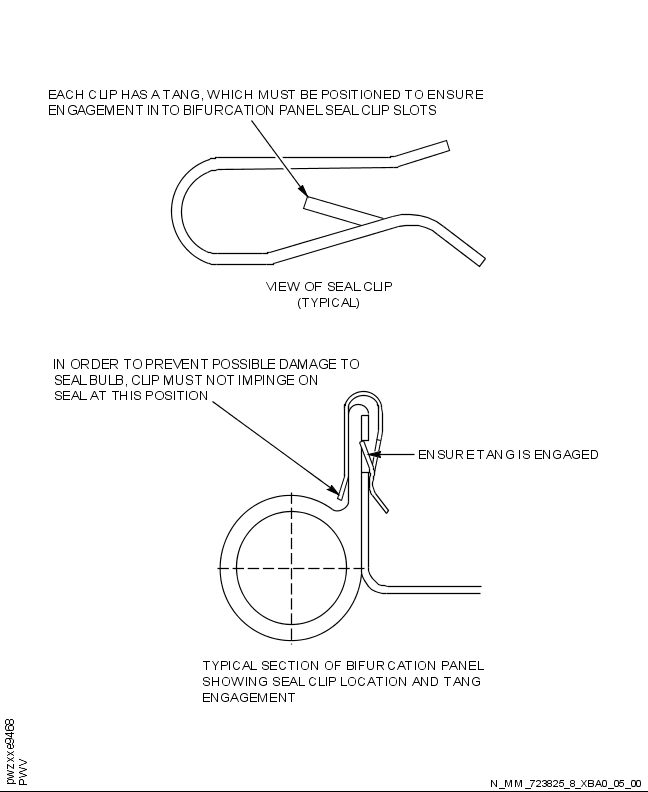 EACH CLIP HAS A TANG, WHICH MUST BE POSITIONED TO ENSURE
ENGAGEMENT INTO BIFURCATION PANEL SEAL CLIP SLOTS
VIEW OF SEAL CLIP
(TYPICAL)
IN ORDER TO PREVENT POSSIBLE DAMAGE TO
SEAL BULB, CLIP MUST NOT IMPINGE ON
SEAL AT THIS POSITION
ENSURE TANG IS ENGAGED
TYPICAL SECTION OF BIFURCATION PANEL
SHOWING SEAL CLIP LOCATION AND TANG
ENGAGEMENT
pwzxxe9468
PWV
N_MM_723825_8_XBA0_05_00